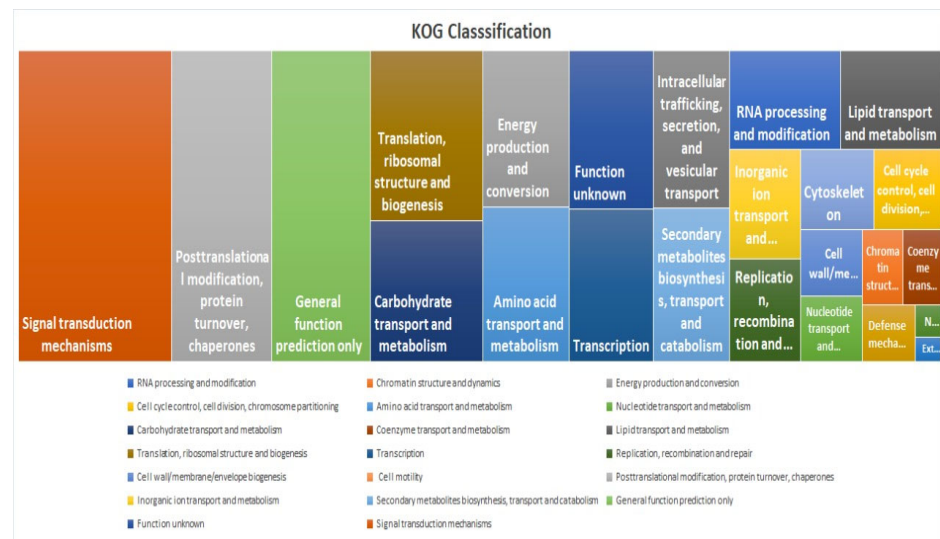 KOG Classsification
Signal transduction
mechanisms
Posttranslationa
l modification,
protein
turnover,
chaperones
General
function
prediction only
Translation,
ribosomal
structure and
biogenesis
Carbohydrate
transport and
metabolism
Energy
production
and
conversion
Amino acid
transport and
metabolism
Function
unknown
Transcription
Intracellular
trafficking,
secretion,
and
vesicular
transport
Secondary
metabolites
biosynthesi
s, transport
and
catabolism
RNA processing
and modification
Lipid transport
and metabolism
Inorganic
ion
transport
and...
Replicatio
n,
recombina
tion and...
Cytoskelet
on
Cell cycle
control, cell
division,...
Cell
wall/me...
Chroma
tin
struct...
Coenzy
me
trans...
Nucleotide
transport
and...
Defense
mecha...
N...
Ext...
RNA processing and modification
Chromatin structure and dynamics
Energy production and conversion
Cell cycle control, cell division, chromosome partitioning
Amino acid transport and metabolism
Nucleotide transport and metabolism
Carbohydrate transport and metabolism
Coenzyme transport and metabolism
Lipid transport and metabolism
Translation, ribosomal structure and biogenesis
Transcription
Replication, recombination and repair
Cell wall/membrane/envelope biogenesis
Cell motility
Posttranslational modification, protein turnover, chaperones
Inorganic ion transport and metabolism
Secondary metabolites biosynthesis, transport and catabolism
General function prediction only
Function unknown
Signal transduction mechanisms